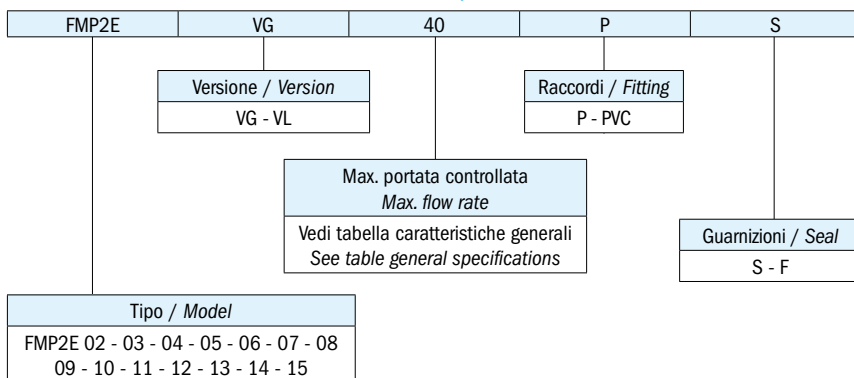 FMP2E VG 40 P S
Versione / Version
VG - VL
Raccordi / Fitting
P - PVC
Max. portata controllata
Max. flow rate
Vedi tabella caratteristiche generali
See table general specifications
Guarnizioni / Seal
S - F
Tipo / Model
FMP2E 02 - 03 - 04 - 05 - 06 - 07 - 08
09 - 10 - 11 - 12 - 13 - 14 - 15